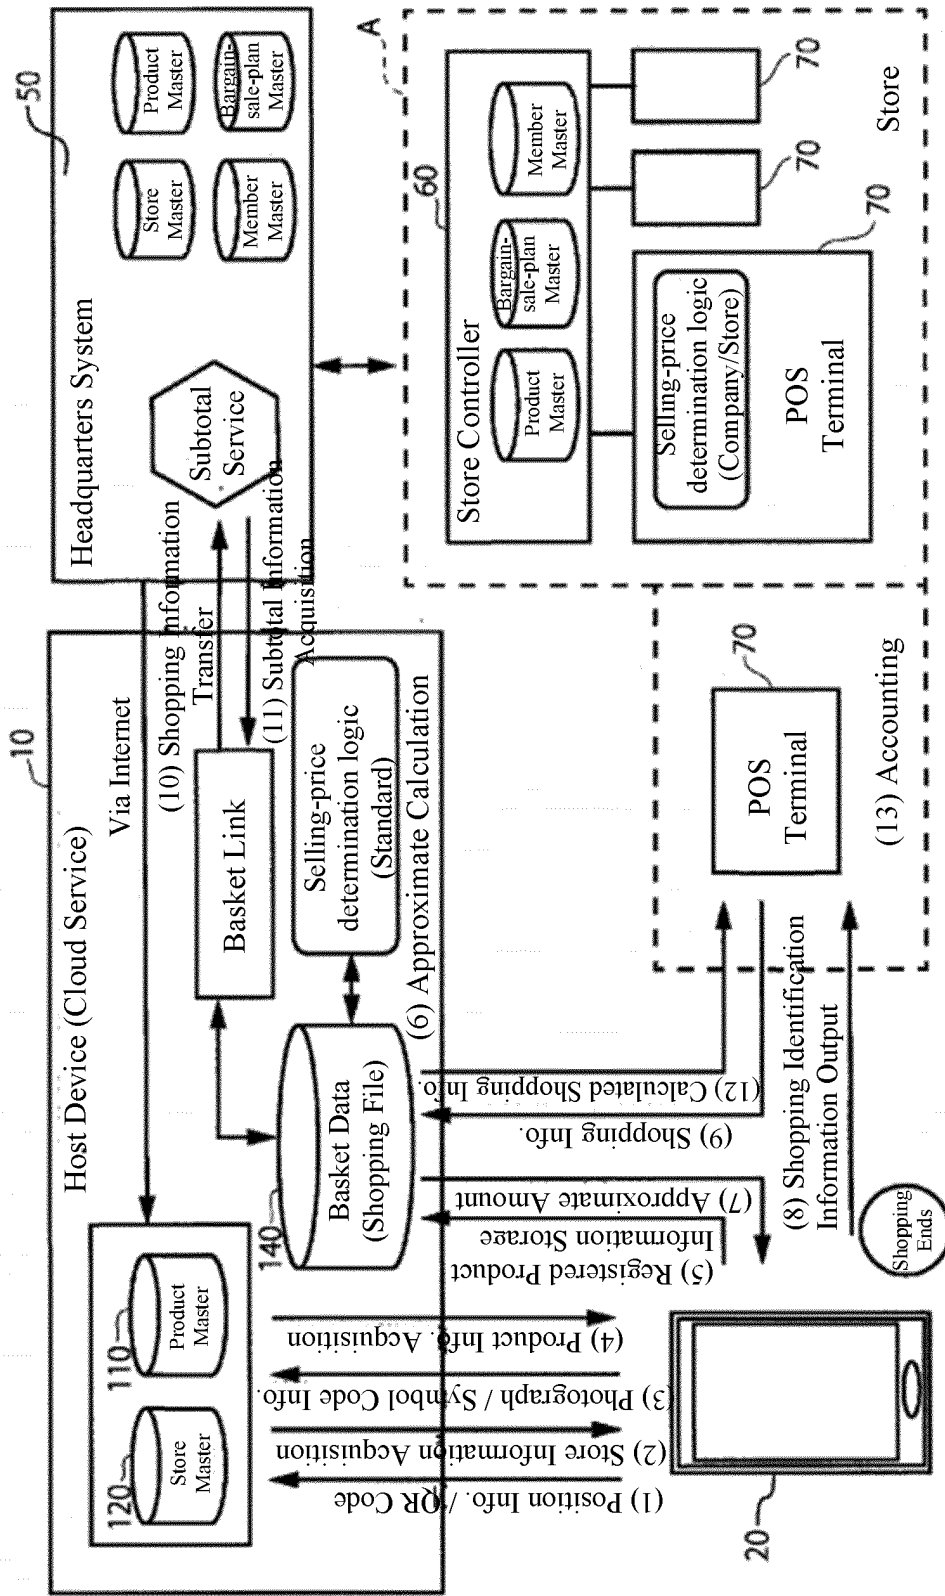 10
Host Device (Cloud Service)
120
Store
Master
110
Product
Master
Via Internet
140
Basket Data
(Shopping File)
Basket Link
Selling-price
determination logic
(Standard)
(6) Approximate Calculation
(10) Shopping Information
Transfer
(11) Subtotal Information
Acquisition
50
Headquarters System
Subtotal
Service
Store
Master
Product
Master
Member
Master
Bargain-
sale-plan
Master
A
60
Store Controller
Product
Master
Bargain-
sale-plan
Master
Member
Master
Selling-price
determination logic
(Company/Store)
POS
Terminal
70
70
70
Store
(1) Position Info. / QR Code
(2) Store Information Acquisition
(3) Photograph / Symbol Code Info.
(4) Product Info. Acquisition
(5) Registered Product
Information Storage
(7) Approximate Amount
(9) Shopping Info.
(12) Calculated Shopping Info.
(8) Shopping Identification
Information Output
Shopping
Ends
20
70
POS
Terminal
(13) Accounting